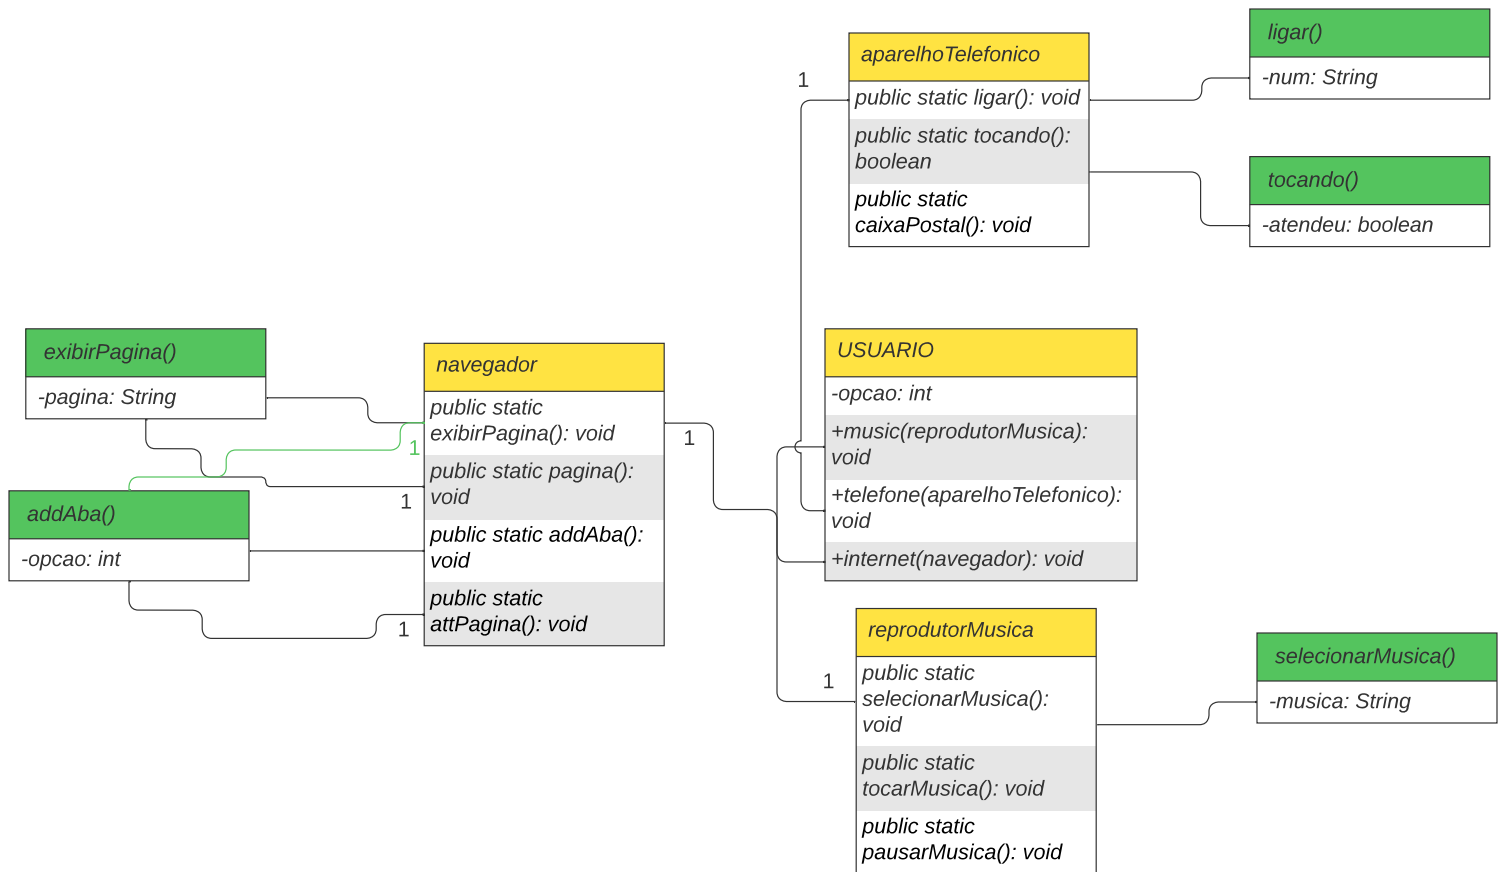 ligar()
-num: String
aparelhoTelefonico
1
public static ligar(): void
public static tocando():
boolean
public static
caixaPostal(): void
tocando()
-atendeu: boolean
exibirPagina()
-pagina: String
addAba()
-opcao: int
navegador
public static
exibirPagina(): void
1
public static pagina():
void
1
public static addAba():
void
public static
attPagina(): void
1
1
USUARIO
-opcao: int
+music(reprodutorMusica):
void
+telefone(aparelhoTelefonico):
void
+internet(navegador): void
reprodutorMusica
1
public static
selecionarMusica():
void
public static
tocarMusica(): void
public static
pausarMusica(): void
selecionarMusica()
-musica: String